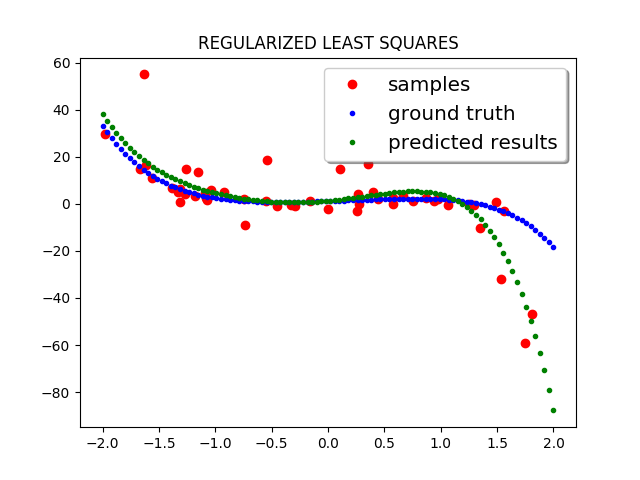 REGULARIZED LEAST SQUARES
samples
ground truth
predicted results
60
40
20
0
−20
−40
−60
−80
−2.0 −1.5 −1.0 −0.5 0.0 0.5 1.0 1.5 2.0